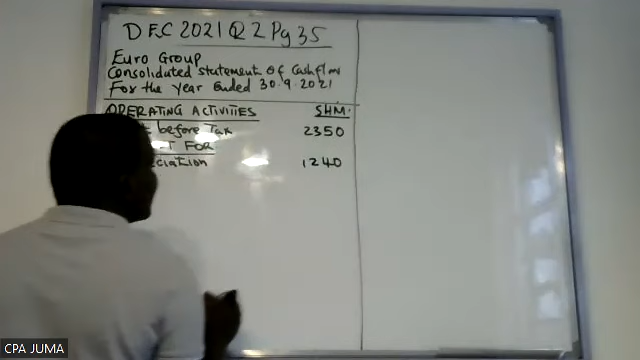 DEC 2021 Q2 Pg 35
Euro Group
Consolidated statement of Cashflow
For the year Ended 30.9.2021
OPERATING ACTIVITIES SHM.
before Tax 2350
FOR
1240
CPA JUMA